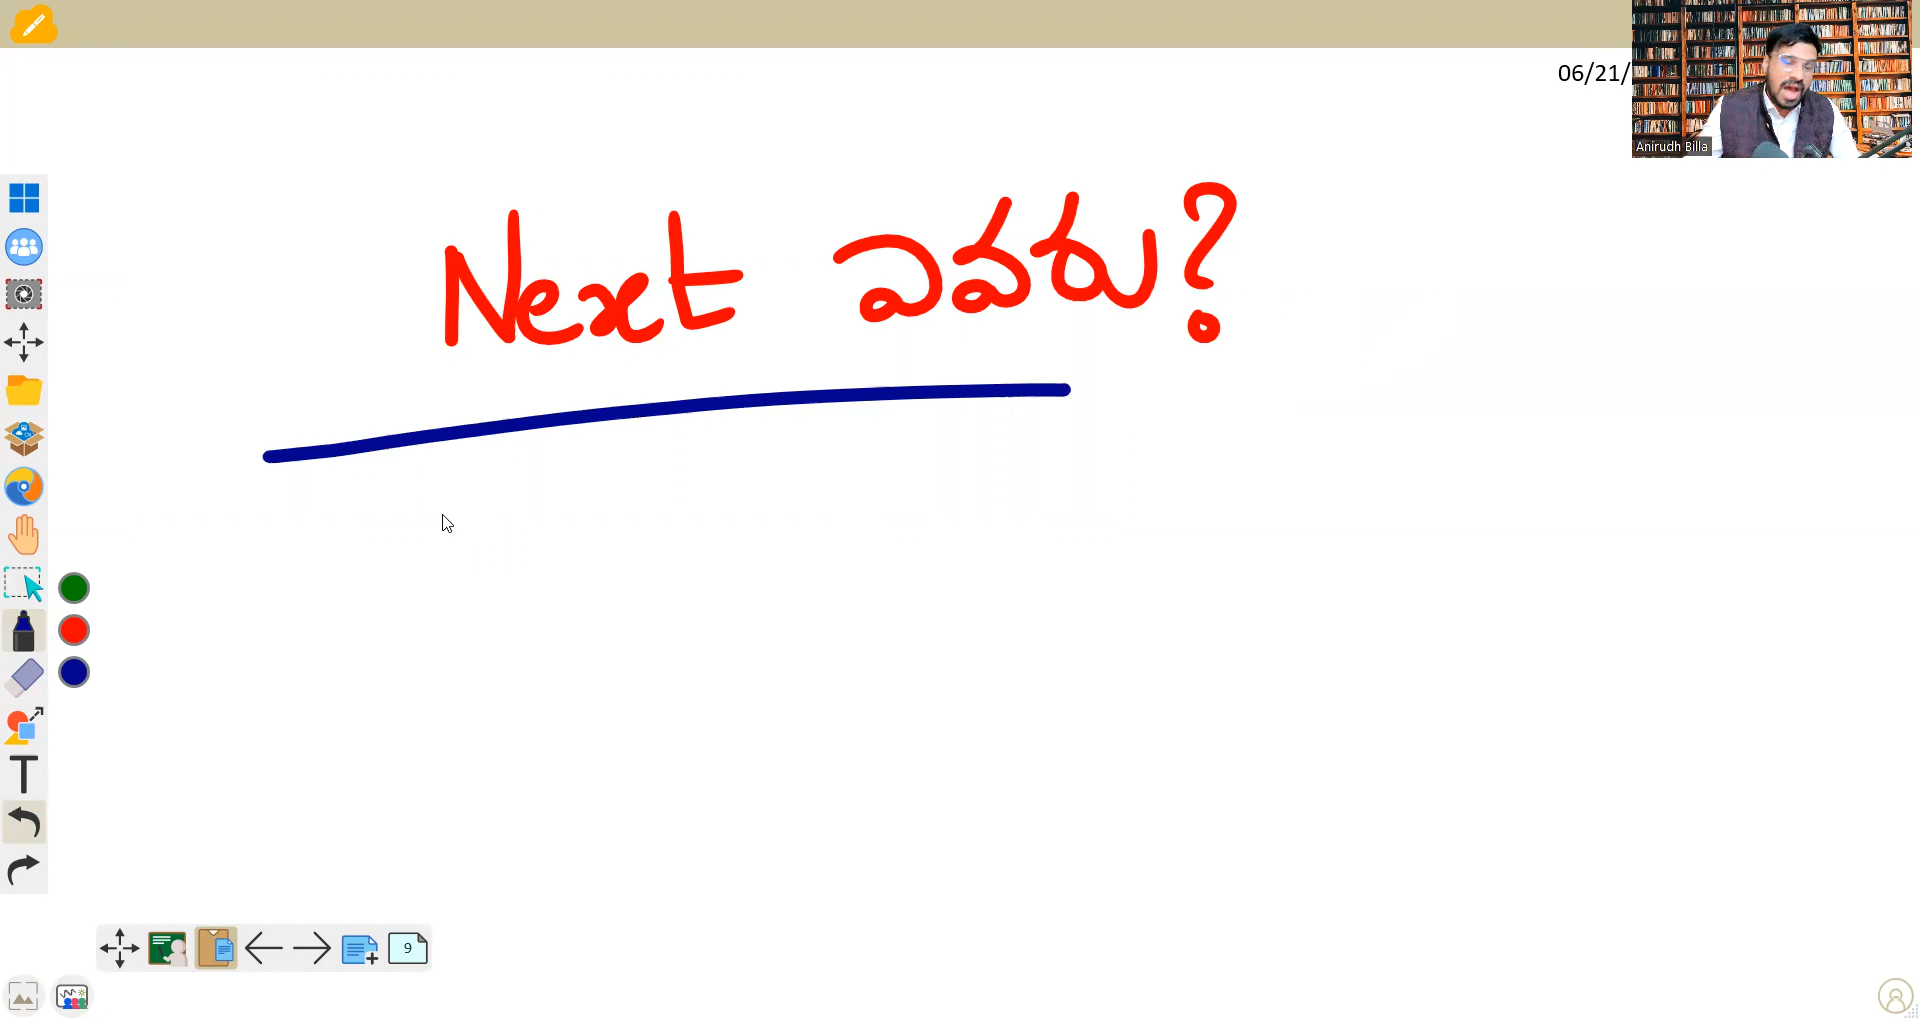 06/21/
Anirudh Billa
Next ఎవరు?
T
9